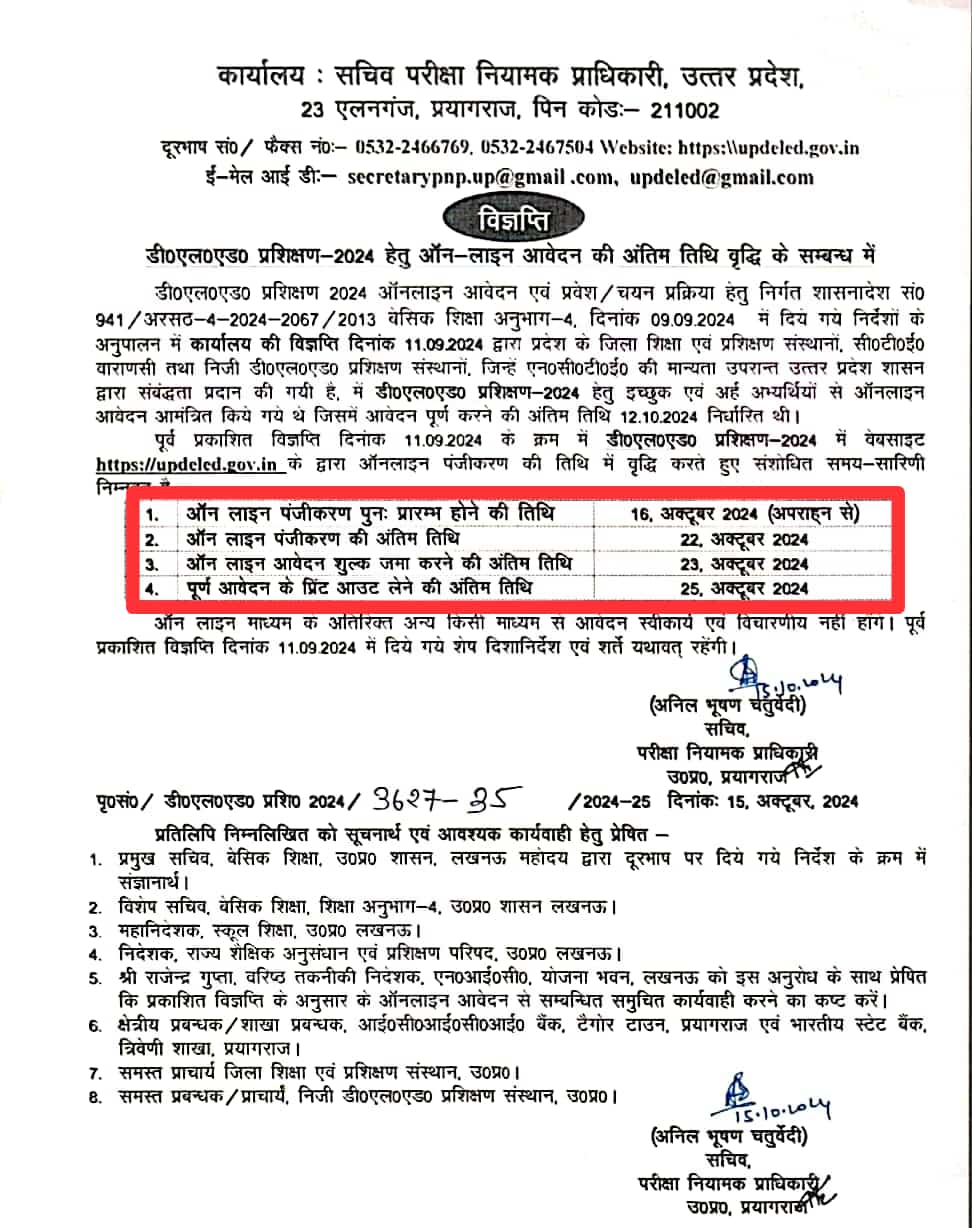 कार्यालय : सचिव परीक्षा नियामक प्राधिकारी, उत्तर प्रदेश,
23 एलनगंज, प्रयागराज, पिन कोडः– 211002
दूरभाष सं0/ फैक्स नं0ः– 0532-2466769, 0532-2467504 Website: https:\\updeled.gov.in
ई–मेल आई डीः– secretarypnp.up@gmail .com, updeled@gmail.com
विज्ञप्ति
डी0एल0एड0 प्रशिक्षण–2024 हेतु ऑन–लाइन आवेदन की अंतिम तिथि वृद्धि के सम्बन्ध में
डी0एल0एड0 प्रशिक्षण 2024 ऑनलाइन आवेदन एवं प्रवेश/चयन प्रक्रिया हेतु निर्गत शासनादेश सं0
941/अरसठ–4–2024–2067/2013 बेसिक शिक्षा अनुभाग–4, दिनांक 09.09.2024 में दिये गये निर्देशों के
अनुपालन में कार्यालय की विज्ञप्ति दिनांक 11.09.2024 द्वारा प्रदेश के जिला शिक्षा एवं प्रशिक्षण संस्थानों, सी0टी0ई0
वाराणसी तथा निजी डी0एल0एड0 प्रशिक्षण संस्थानों, जिन्हें एन0सी0टी0ई0 की मान्यता उपरान्त उत्तर प्रदेश शासन
द्वारा संबंद्धता प्रदान की गयी है, में डी0एल0एड0 प्रशिक्षण–2024 हेतु इच्छुक एवं अर्ह अभ्यर्थियों से ऑनलाइन
आवेदन आमंत्रित किये गए थे जिसमें आवेदन पूर्ण करने की अंतिम तिथि 12.10.2024 निर्धारित थी।
पूर्व प्रकाशित विज्ञप्ति दिनांक 11.09.2024 के क्रम में डी0एल0एड0 प्रशिक्षण–2024 में वेबसाइट
https://updeled.gov.in के द्वारा ऑनलाइन पंजीकरण की तिथि में वृद्धि करते हुए संशोधित समय–सारिणी
1. ऑन लाइन पंजीकरण पुनः प्रारम्भ होने की तिथि 16, अक्टूबर 2024 (अपराह्न से)
2. ऑन लाइन पंजीकरण की अंतिम तिथि 22, अक्टूबर 2024
3. ऑन लाइन आवेदन शुल्क जमा करने की अंतिम तिथि 23, अक्टूबर 2024
4. पूर्ण आवेदन के प्रिंट आउट लेने की अंतिम तिथि 25, अक्टूबर 2024
ऑन लाइन माध्यम के अतिरिक्त अन्य किसी माध्यम से आवेदन स्वीकार्य एवं विचारणीय नहीं होंगे। पूर्व
प्रकाशित विज्ञप्ति दिनांक 11.09.2024 में दिये गये शेष दिशानिर्देश एवं शर्ते यथावत् रहेंगी।
15.10.2024
(अनिल भूषण चतुर्वेदी)
सचिव,
परीक्षा नियामक प्राधिकारी
उ0प्र0, प्रयागराज
पृ0सं0/ डी0एल0एड0 प्रशि0 2024/ 3627-35 /2024-25 दिनांकः 15, अक्टूबर, 2024
प्रतिलिपि निम्नलिखित को सूचनार्थ एवं आवश्यक कार्यवाही हेतु प्रेषित –
1. प्रमुख सचिव, बेसिक शिक्षा, उ0प्र0 शासन, लखनऊ महोदय द्वारा दूरभाष पर दिये गये निर्देश के क्रम में
संज्ञानार्थ।
2. विशेष सचिव, बेसिक शिक्षा, शिक्षा अनुभाग–4, उ0प्र0 शासन लखनऊ।
3. महानिदेशक, स्कूल शिक्षा, उ0प्र0 लखनऊ।
4. निदेशक, राज्य शैक्षिक अनुसंधान एवं प्रशिक्षण परिषद, उ0प्र0 लखनऊ।
5. श्री राजेन्द्र गुप्ता, वरिष्ठ तकनीकी निदेशक, एन0आई0सी0, योजना भवन, लखनऊ को इस अनुरोध के साथ प्रेषित
कि प्रकाशित विज्ञप्ति के अनुसार के ऑनलाइन आवेदन से सम्बन्धित समुचित कार्यवाही करने का कष्ट करें।
6. क्षेत्रीय प्रबन्धक/शाखा प्रबन्धक, आई0सी0आई0सी0आई0 बैंक, टैगोर टाउन, प्रयागराज एवं भारतीय स्टेट बैंक,
त्रिवेणी शाखा, प्रयागराज।
7. समस्त प्राचार्य जिला शिक्षा एवं प्रशिक्षण संस्थान, उ0प्र0।
8. समस्त प्रबन्धक/प्राचार्य, निजी डी0एल0एड0 प्रशिक्षण संस्थान, उ0प्र0।
15.10.2024
(अनिल भूषण चतुर्वेदी)
सचिव,
परीक्षा नियामक प्राधिकारी
उ0प्र0, प्रयागराज